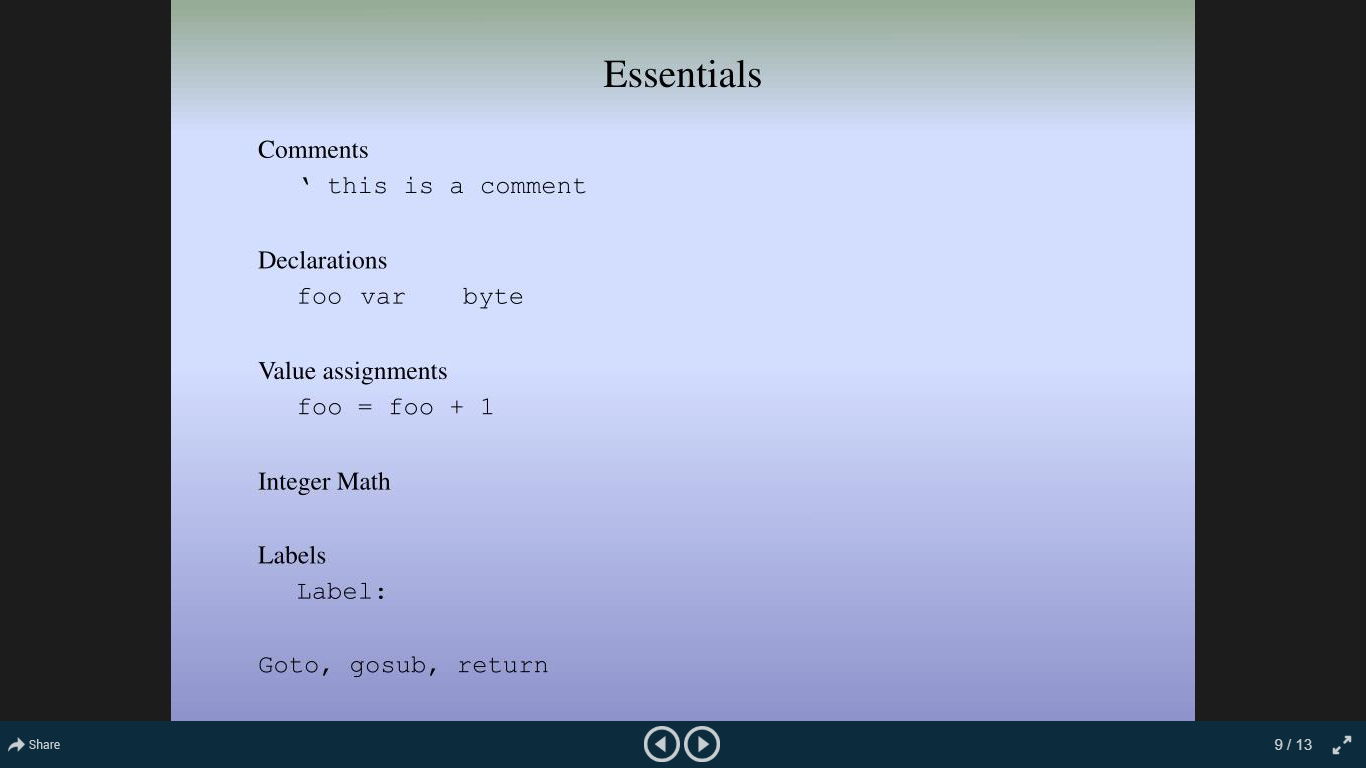 Essentials
Comments
‛ this is a comment
Declarations
foo var byte
Value assignments
foo = foo + 1
Integer Math
Labels
Label:
Goto, gosub, return
Share
9 / 13